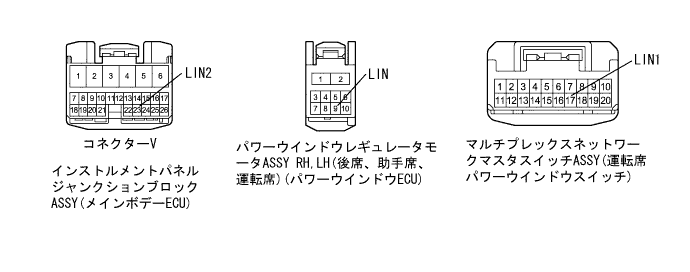 LIN2
1 2 3 4 5 6
7 8 9 10 11 12 13 14 15 16 17
18 19 20 21 22 23 24 25 26
コネクターV
インストルメントパネル
ジャンクションブロック
ASSY(メインボデーECU)
LIN
1 2
3 4 5 6
7 8 9 10
パワーウインドウレギュレータモ
ータASSY RH,LH(後席、助手席、
運転席)(パワーウインドウECU)
LIN1
1 2 3 4 5 6 7 8 9 10
11 12 13 14 15 16 17 18 19 20
マルチプレックスネットワー
クマスタスイッチASSY(運転席
パワーウインドウスイッチ)